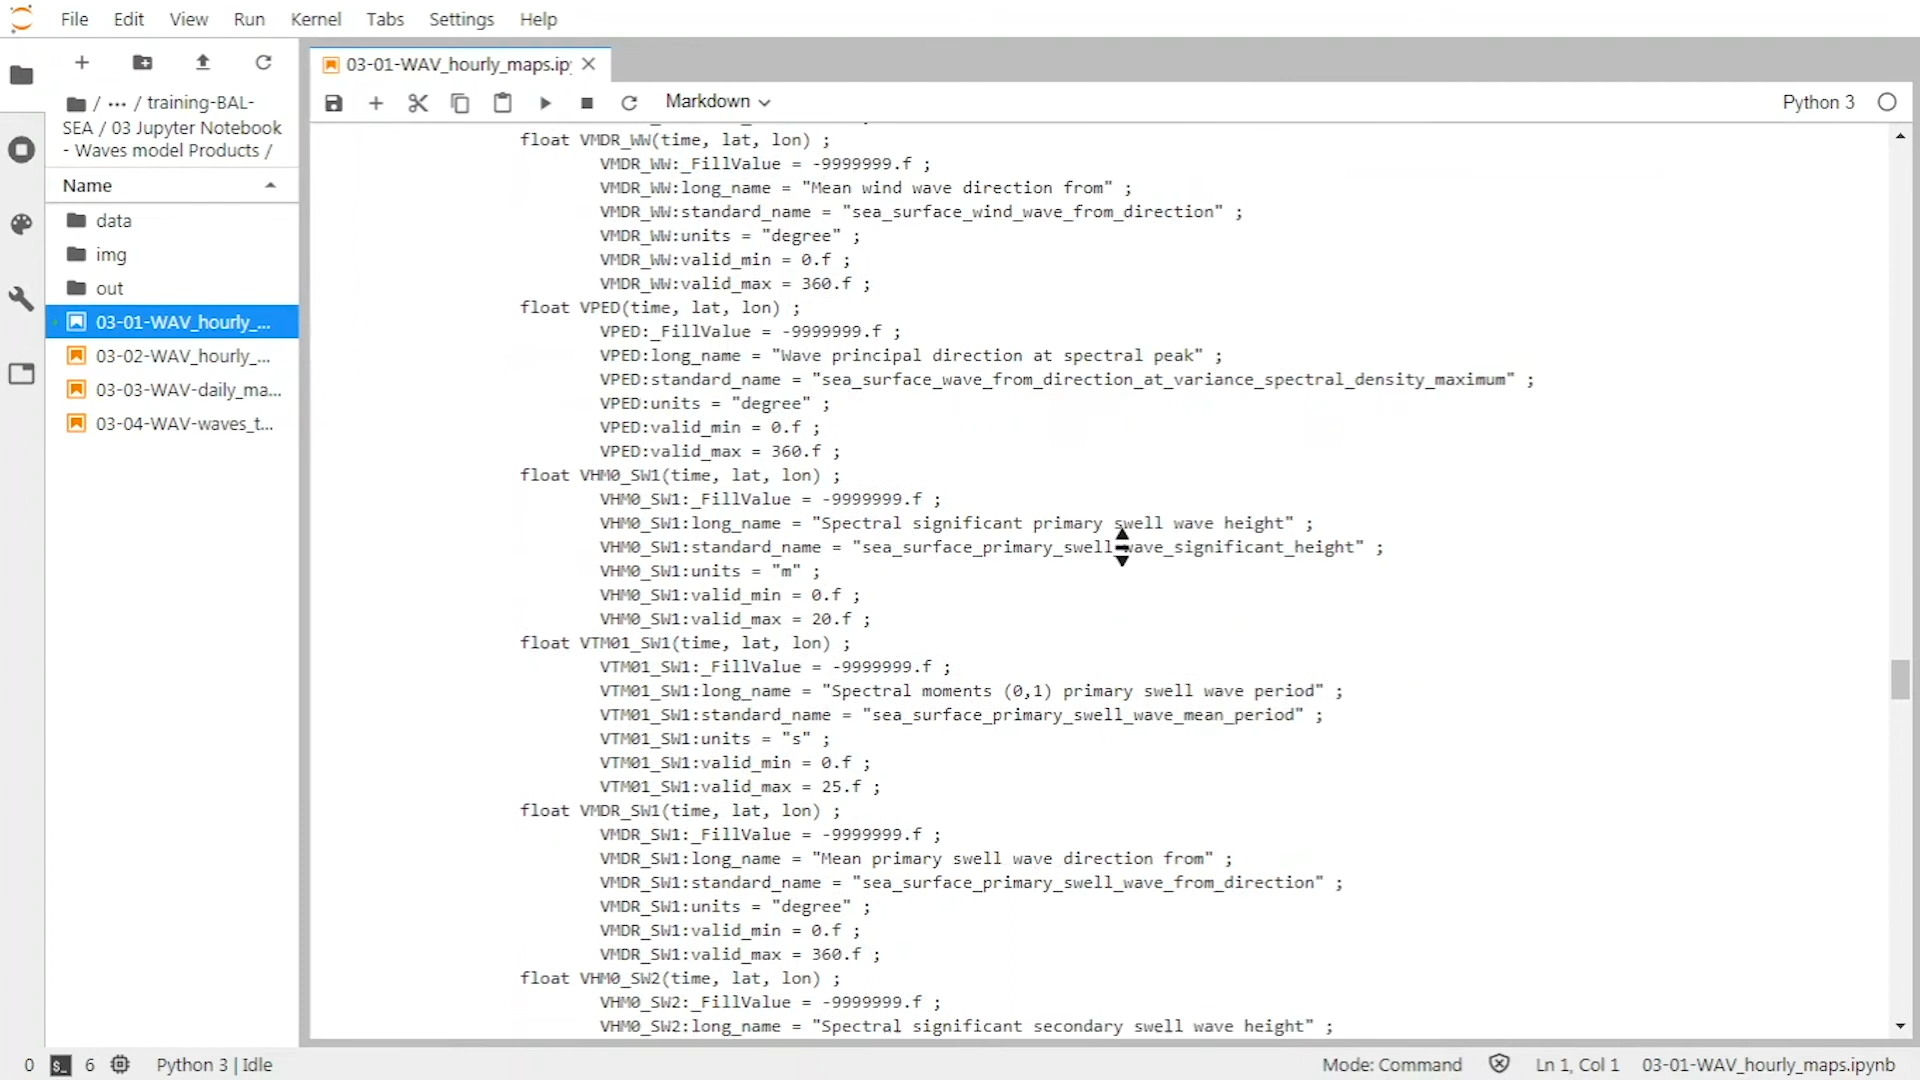 File Edit View Run Kernel Tabs Settings Help
/ ... / training-BAL-
SEA / 03 Jupyter Notebook
- Waves model Products /
Name
data
img
out
03-01-WAV_hourly_...
03-02-WAV_hourly_...
03-03-WAV-daily_ma...
03-04-WAV-waves_t...
03-01-WAV_hourly_maps.ip
Markdown
Python 3
float VMDR_WW(time, lat, lon) ;
VMDR_WW:_FillValue = -9999999.f ;
VMDR_WW:long_name = "Mean wind wave direction from" ;
VMDR_WW:standard_name = "sea_surface_wind_wave_from_direction" ;
VMDR_WW:units = "degree" ;
VMDR_WW:valid_min = 0.f ;
VMDR_WW:valid_max = 360.f ;
float VPED(time, lat, lon) ;
VPED:_FillValue = -9999999.f ;
VPED:long_name = "Wave principal direction at spectral peak" ;
VPED:standard_name = "sea_surface_wave_from_direction_at_variance_spectral_density_maximum" ;
VPED:units = "degree" ;
VPED:valid_min = 0.f ;
VPED:valid_max = 360.f ;
float VHM0_SW1(time, lat, lon) ;
VHM0_SW1:_FillValue = -9999999.f ;
VHM0_SW1:long_name = "Spectral significant primary swell wave height" ;
VHM0_SW1:standard_name = "sea_surface_primary_swell_wave_significant_height" ;
VHM0_SW1:units = "m" ;
VHM0_SW1:valid_min = 0.f ;
VHM0_SW1:valid_max = 20.f ;
float VTM01_SW1(time, lat, lon) ;
VTM01_SW1:_FillValue = -9999999.f ;
VTM01_SW1:long_name = "Spectral moments (0,1) primary swell wave period" ;
VTM01_SW1:standard_name = "sea_surface_primary_swell_wave_mean_period" ;
VTM01_SW1:units = "s" ;
VTM01_SW1:valid_min = 0.f ;
VTM01_SW1:valid_max = 25.f ;
float VMDR_SW1(time, lat, lon) ;
VMDR_SW1:_FillValue = -9999999.f ;
VMDR_SW1:long_name = "Mean primary swell wave direction from" ;
VMDR_SW1:standard_name = "sea_surface_primary_swell_wave_from_direction" ;
VMDR_SW1:units = "degree" ;
VMDR_SW1:valid_min = 0.f ;
VMDR_SW1:valid_max = 360.f ;
float VHM0_SW2(time, lat, lon) ;
VHM0_SW2:_FillValue = -9999999.f ;
VHM0_SW2:long_name = "Spectral significant secondary swell wave height" ;
0 $_ 6 Python 3 | Idle Mode: Command Ln 1, Col 1 03-01-WAV_hourly_maps.ipynb